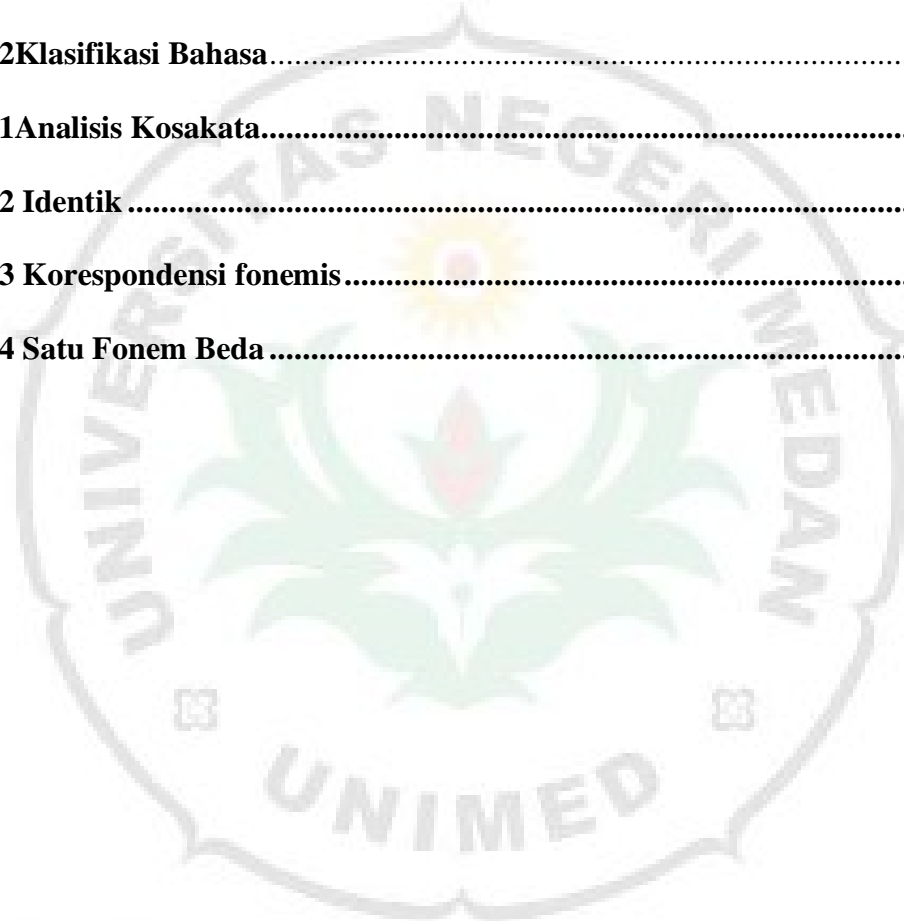 2Klasifikasi Bahasa..........................................................................
1Analisis Kosakata...........................................................................
2 Identik ...........................................................................................
3 Korespondensi fonemis..................................................................
4 Satu Fonem Beda ...........................................................................
UNIVERSITAS NEGERI MEDAN
UNIMED